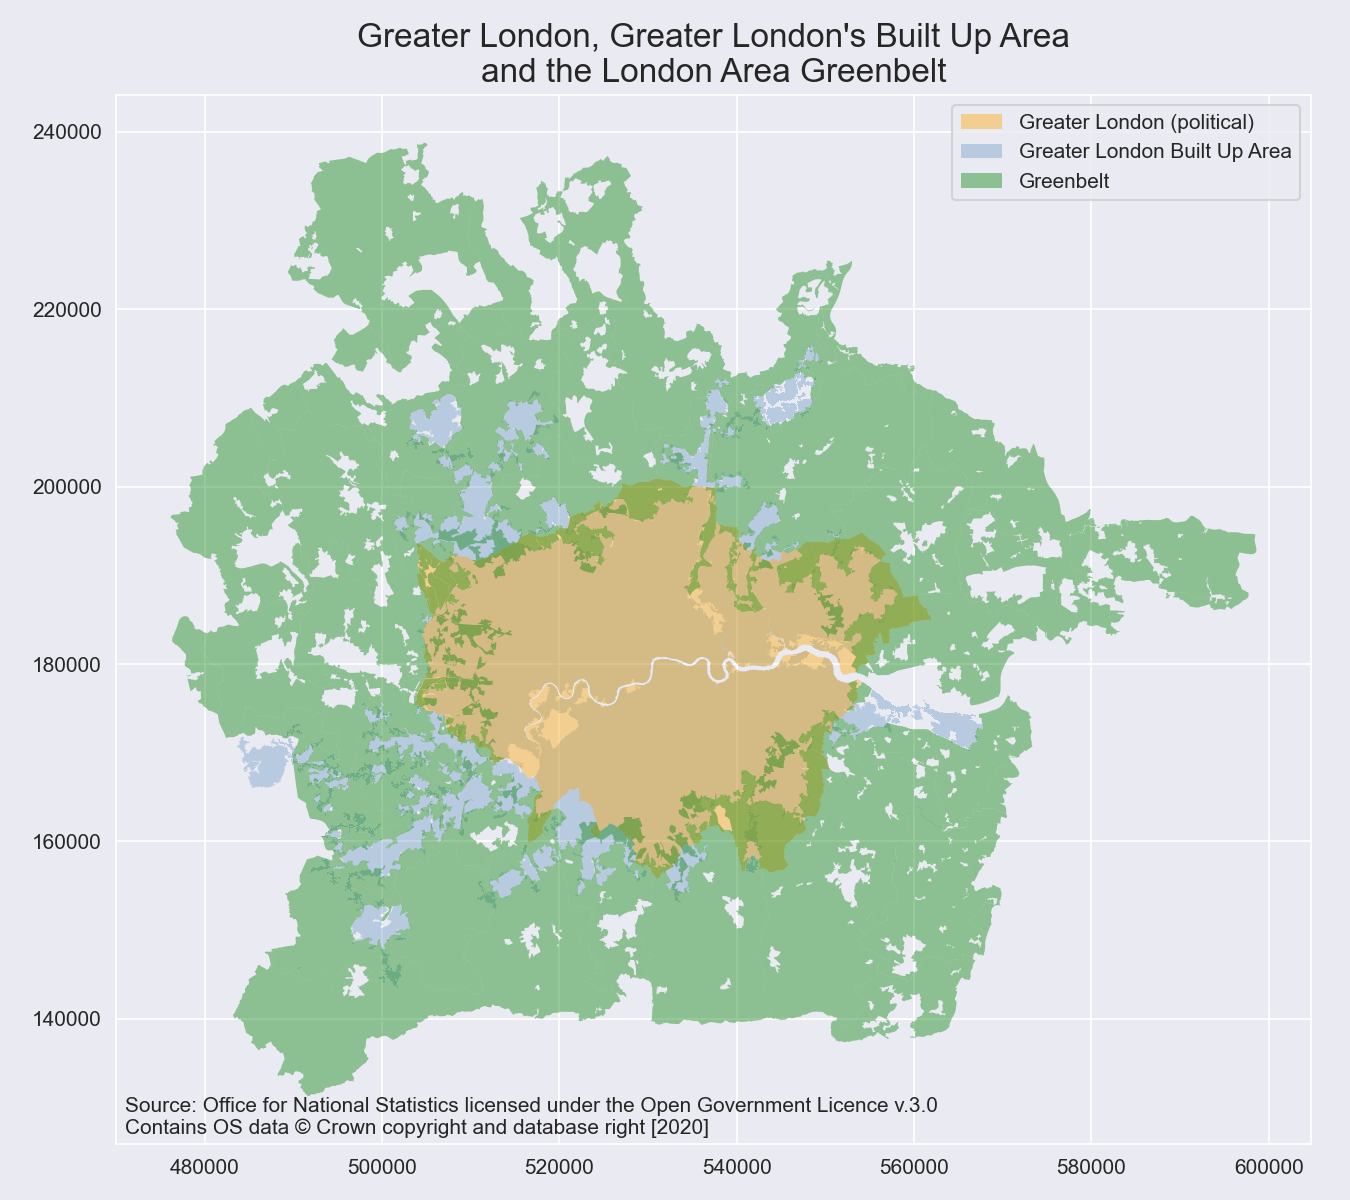 Greater London, Greater London's Built Up Area
and the London Area Greenbelt
240000
220000
200000
180000
160000
140000
Greater London (political)
Greater London Built Up Area
Greenbelt
Source: Office for National Statistics licensed under the Open Government Licence v.3.0
Contains OS data © Crown copyright and database right [2020]
480000 500000 520000 540000 560000 580000 600000